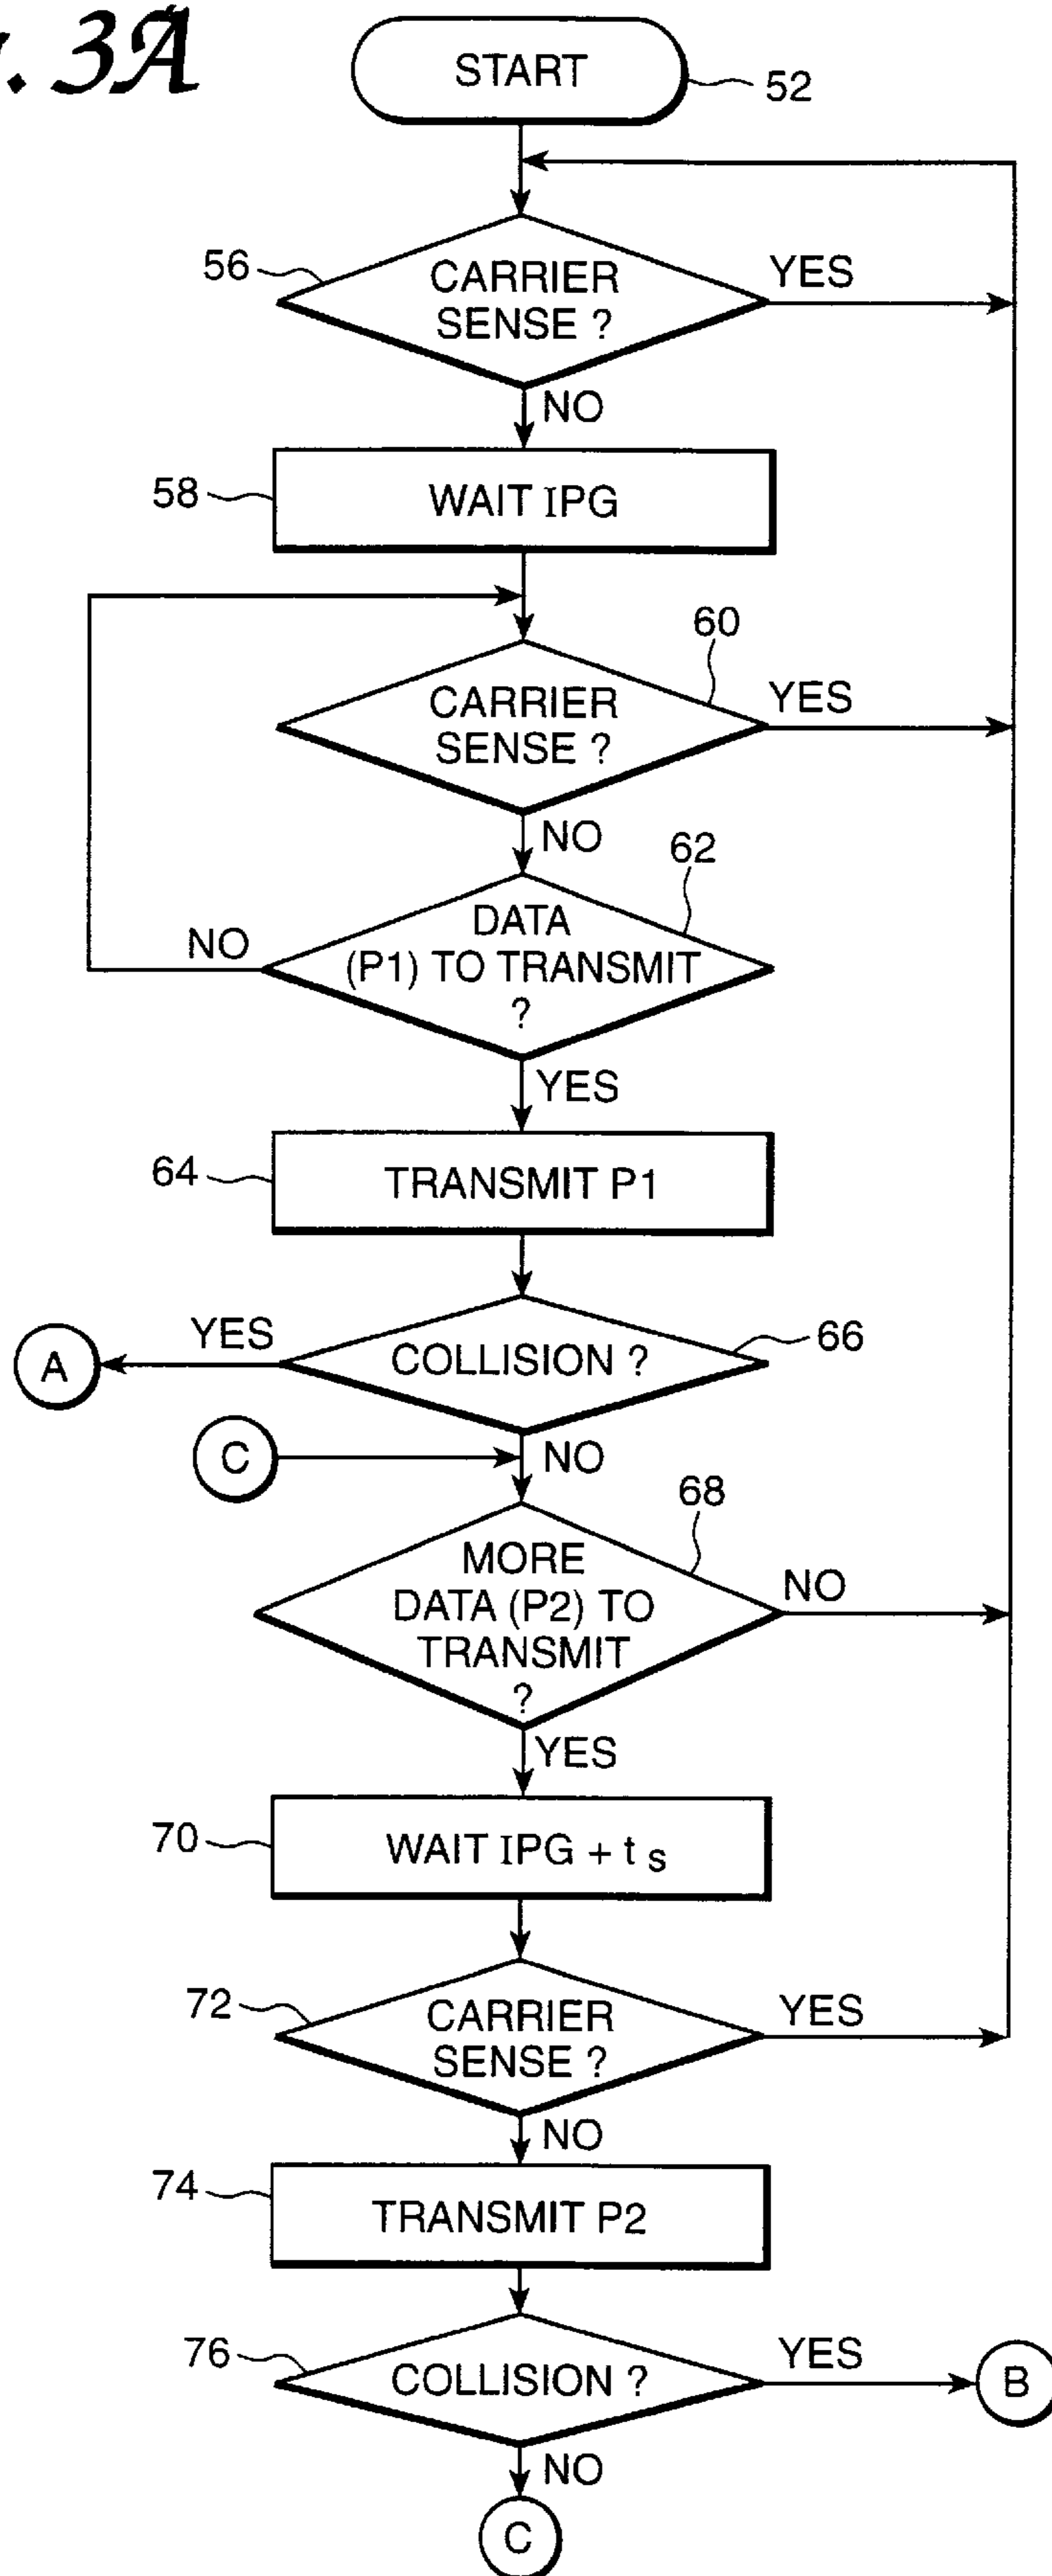 . 3A
START
52
56
CARRIER
SENSE ?
YES
NO
58
WAIT IPG
60
CARRIER
SENSE ?
YES
NO
62
DATA
(P1) TO TRANSMIT
?
NO
YES
64
TRANSMIT P1
66
YES
COLLISION ?
A
C
NO
68
MORE
DATA (P2) TO
TRANSMIT
?
NO
YES
70
WAIT IPG + t s
72
CARRIER
SENSE ?
YES
NO
74
TRANSMIT P2
76
COLLISION ?
YES
B
NO
C